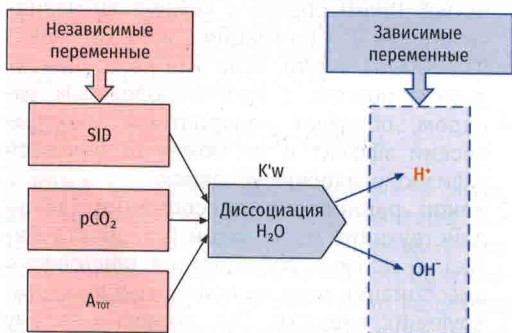 Независимые
переменные
Зависимые
переменные
SID
pCO₂
Aтот
K'w
Диссоциация
H₂O
H⁺
OH⁻